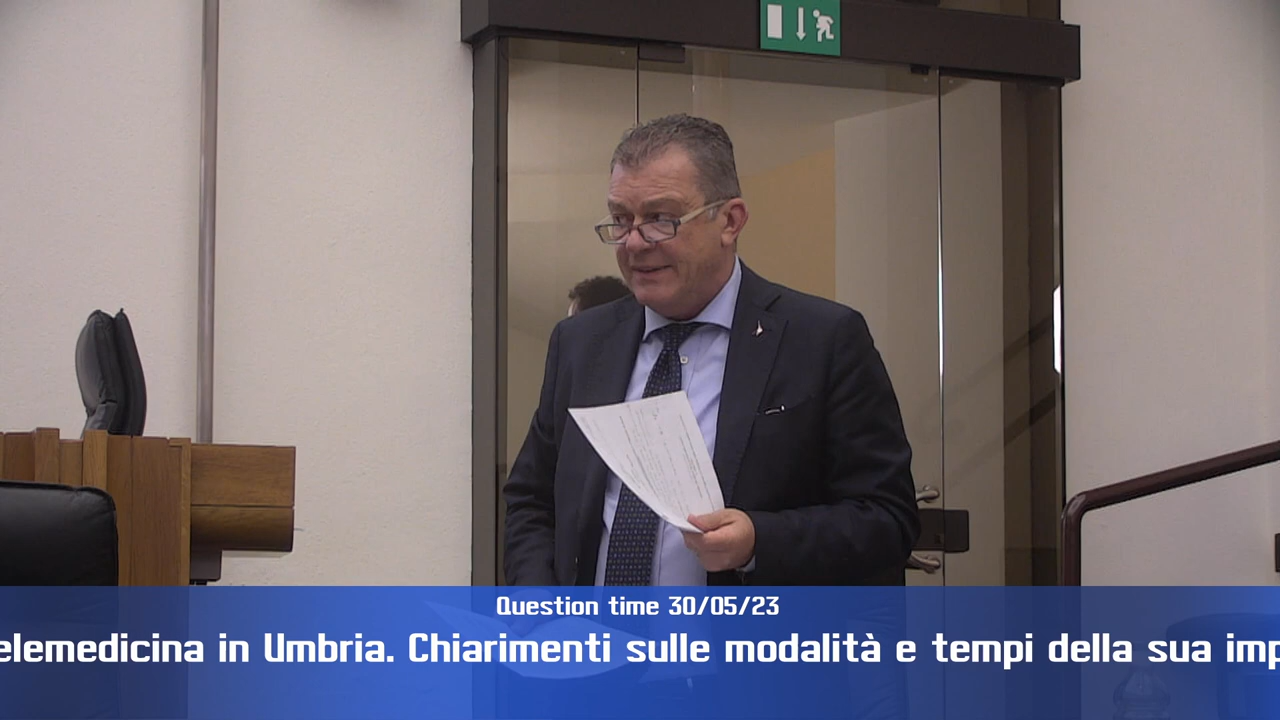 Question time 30/05/23
elemedicina in Umbria. Chiarimenti sulle modalità e tempi della sua imp